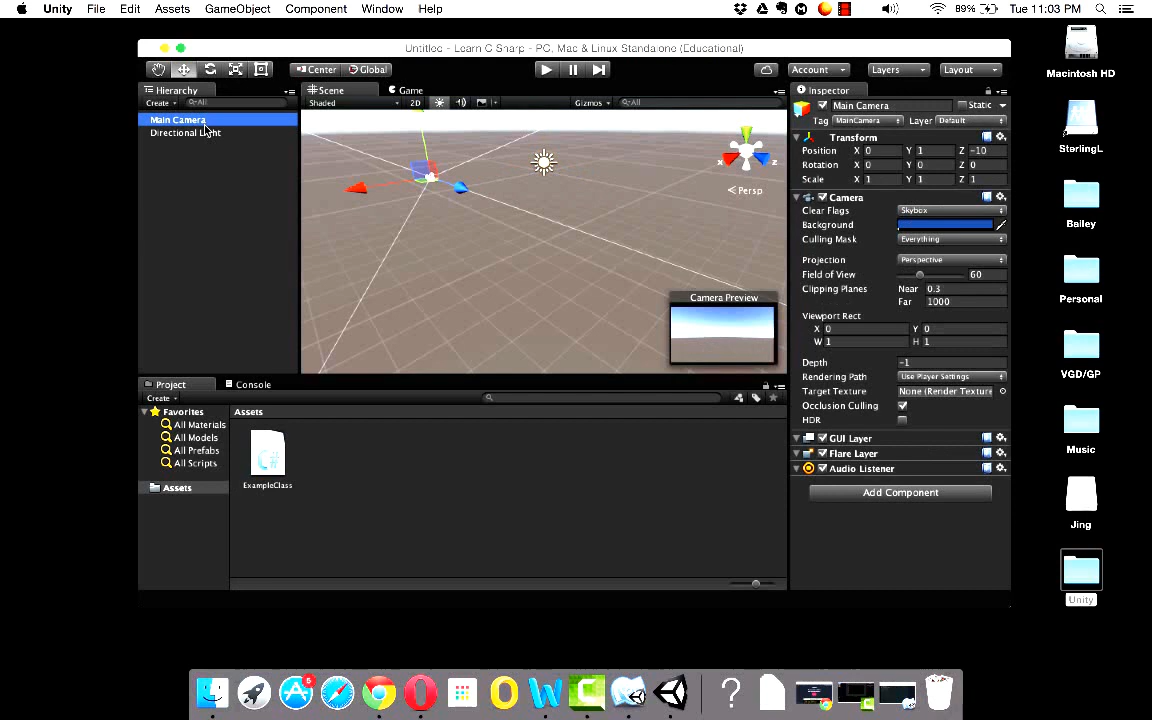 Unity File Edit Assets GameObject Component Window Help 89% Tue 11:03 PM
Untitled - Learn C Sharp - PC, Mac & Linux Standalone (Educational)
Center Global Account Layers Layout
Hierarchy
Create All
Main Camera
Directional Light
Scene Game
Shaded 2D Gizmos All
Persp
Camera Preview
Inspector
Main Camera Static
Tag MainCamera Layer Default
Transform
Position X 0 Y 1 Z -10
Rotation X 0 Y 0 Z 0
Scale X 1 Y 1 Z 1
Camera
Clear Flags Skybox
Background
Culling Mask Everything
Projection Perspective
Field of View 60
Clipping Planes Near 0.3
Far 1000
Viewport Rect
X 0 Y 0
W 1 H 1
Depth -1
Rendering Path Use Player Settings
Target Texture None (Render Texture
Occlusion Culling
HDR
GUI Layer
Flare Layer
Audio Listener
Add Component
Project Console
Create
Favorites
All Materials
All Models
All Prefabs
All Scripts
Assets
Assets
C#
ExampleClass
Macintosh HD
SterlingL
Bailey
Personal
VGD/GP
Music
Jing
Unity
6